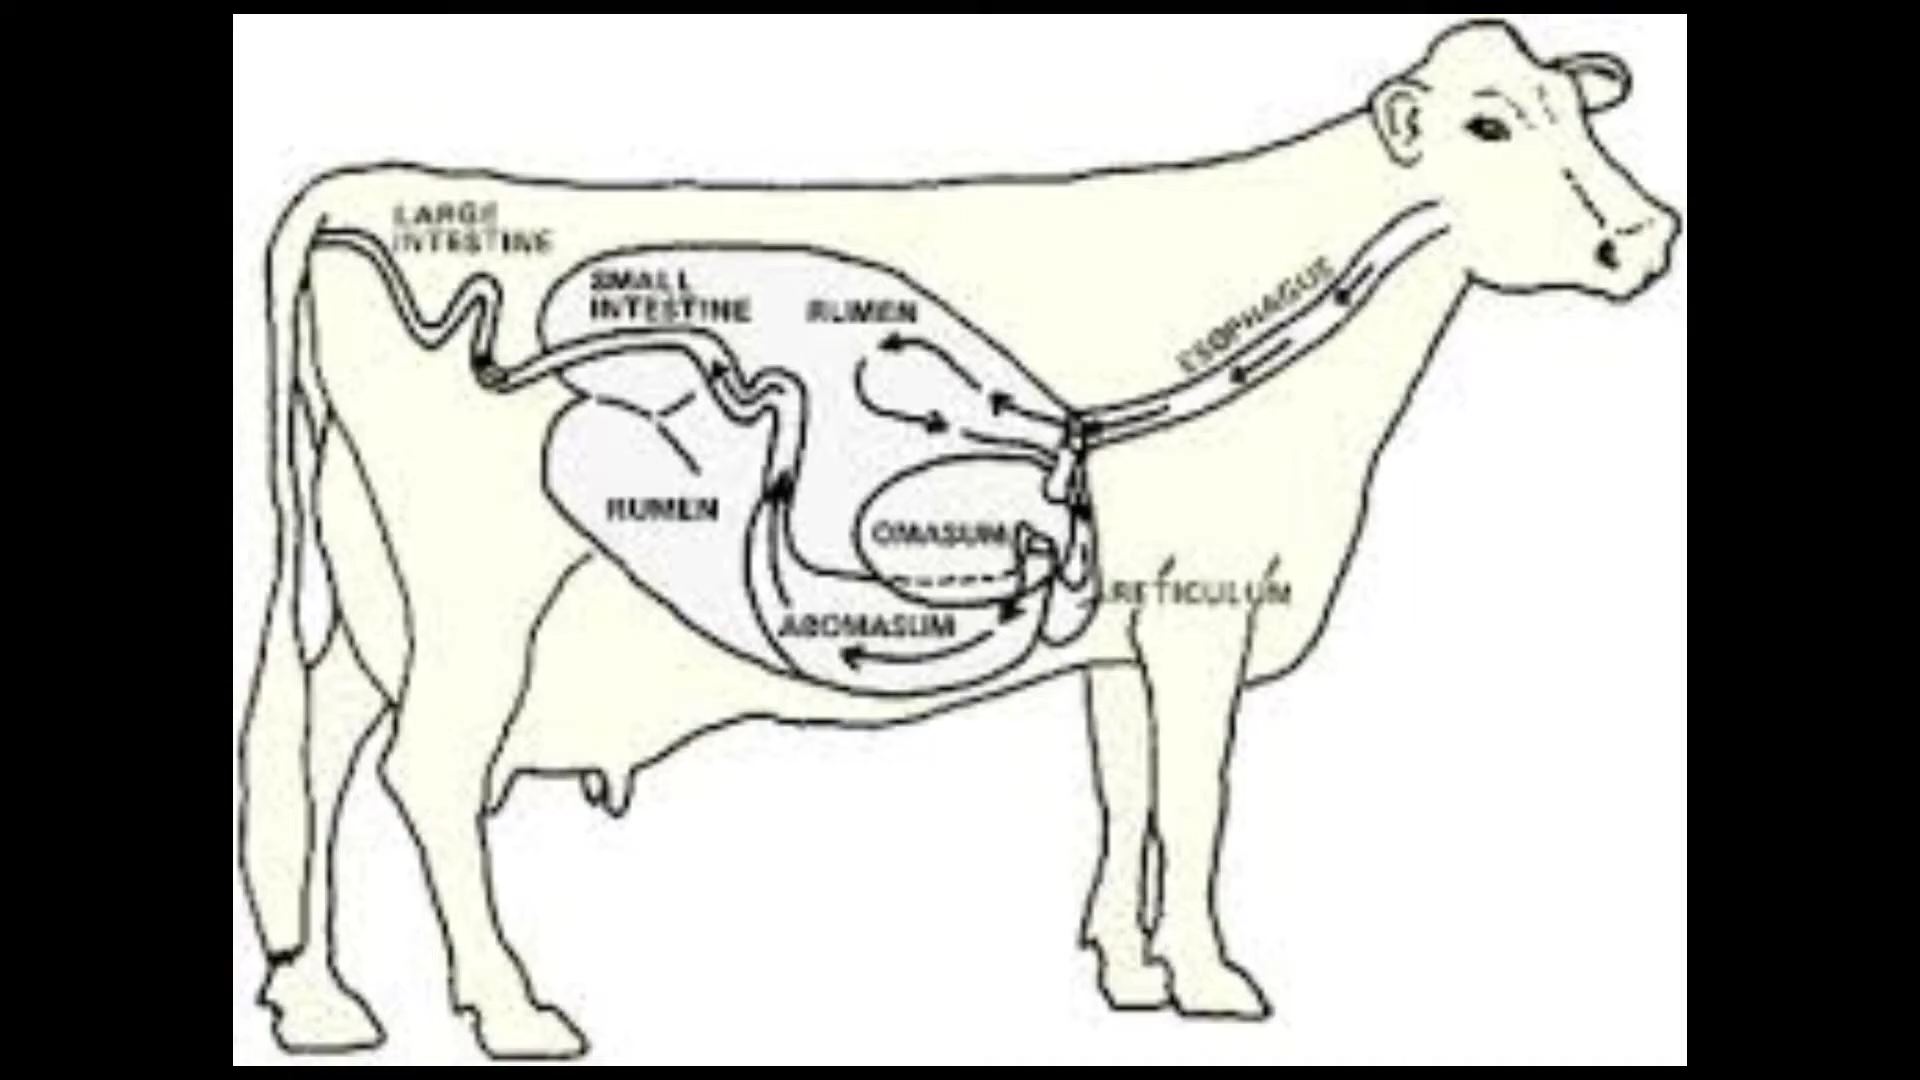 LARGE
INTESTINE
SMALL
INTESTINE
RUMEN
ESOPHAGUS
RUMEN
OMASUM
RETICULUM
ABOMASUM